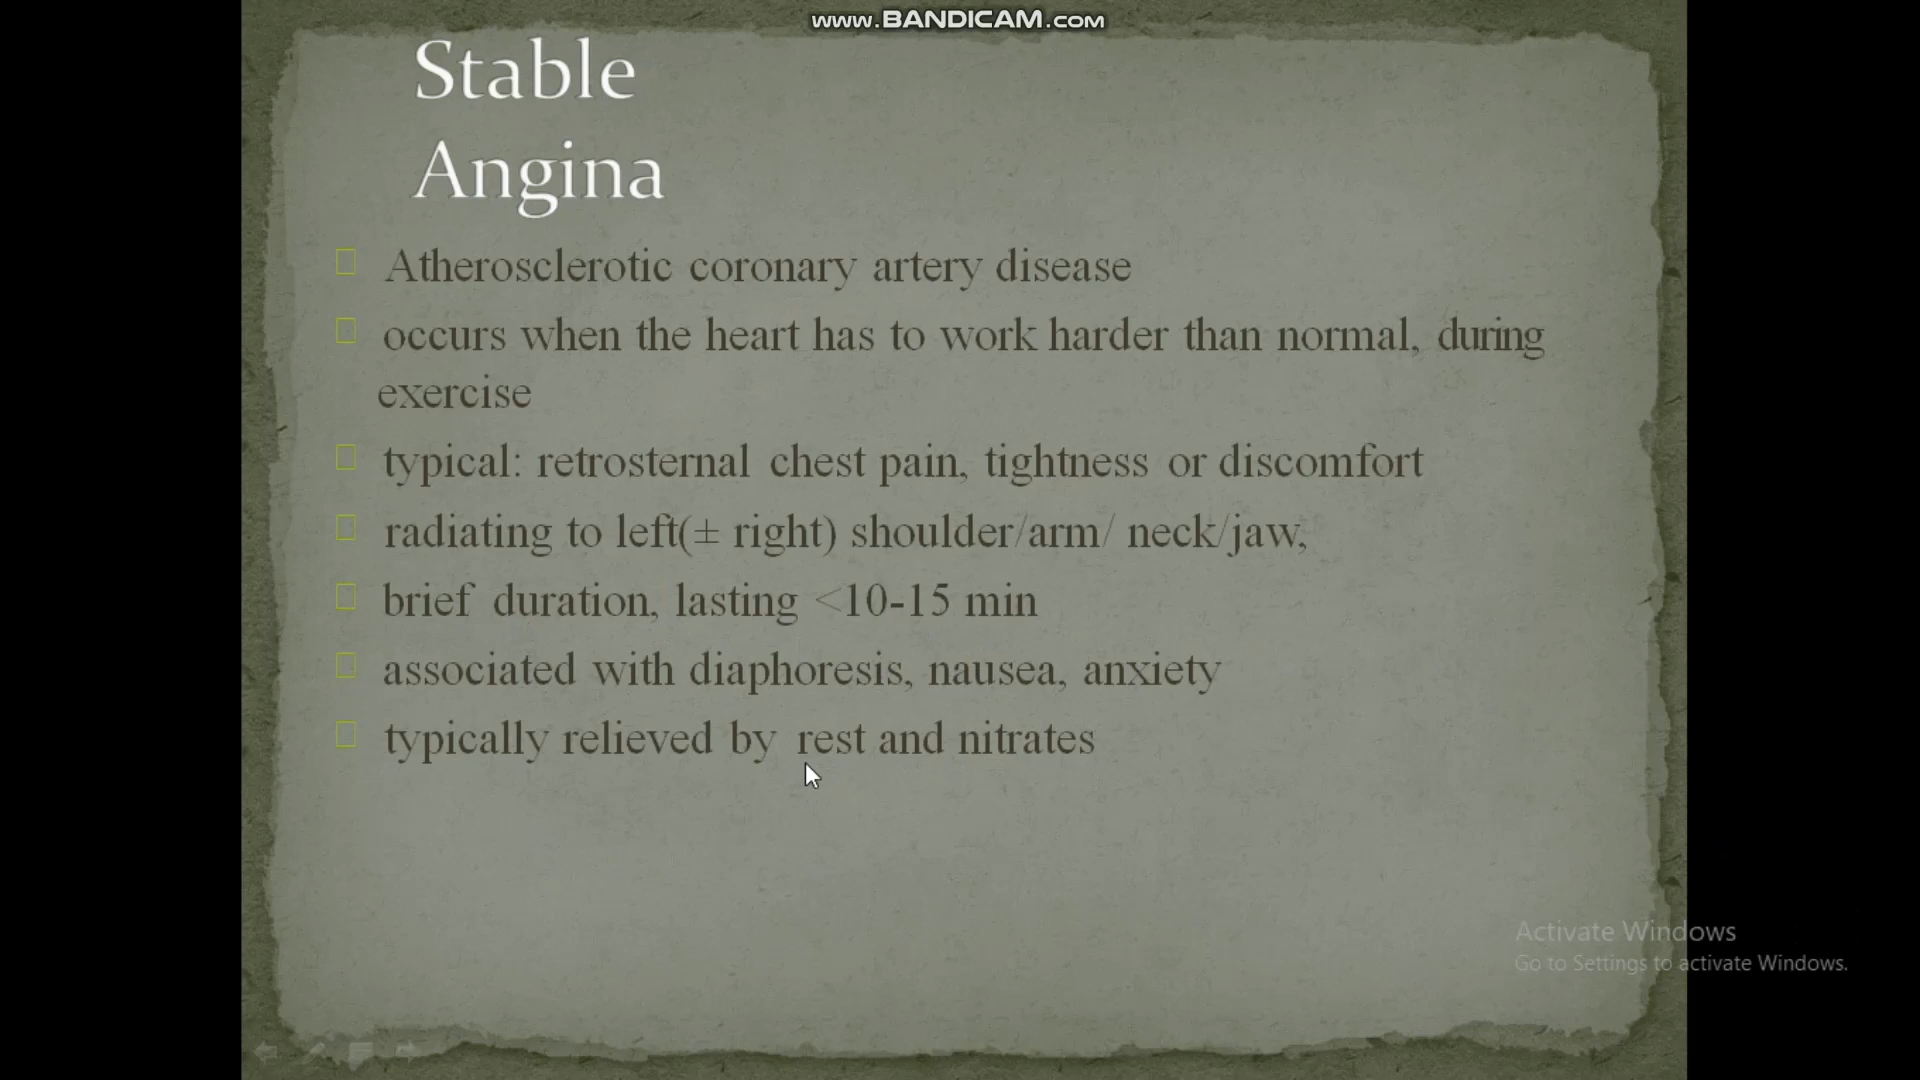 www.BANDICAM.com
Stable
Angina
Atherosclerotic coronary artery disease
occurs when the heart has to work harder than normal, during
exercise
typical: retrosternal chest pain, tightness or discomfort
radiating to left(± right) shoulder/arm/ neck/jaw,
brief duration, lasting <10-15 min
associated with diaphoresis, nausea, anxiety
typically relieved by rest and nitrates
Activate Windows
Go to Settings to activate Windows.